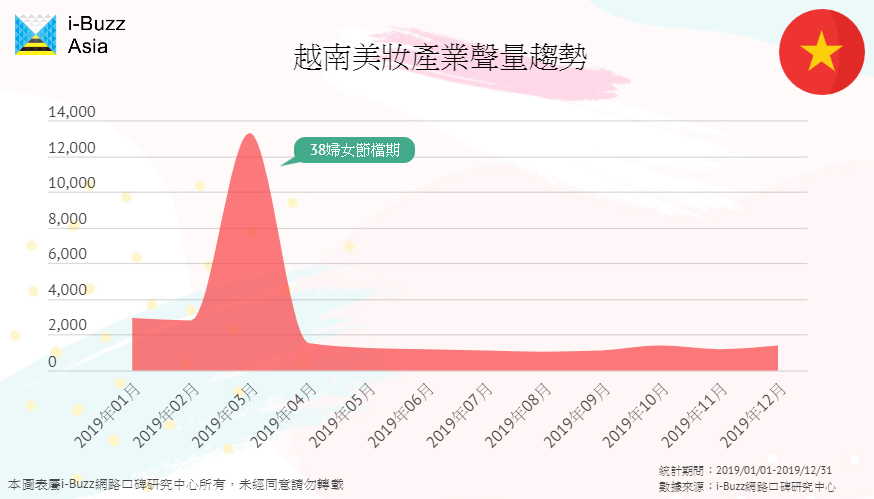 i-Buzz
Asia
越南美妝產業聲量趨勢
14,000
38婦女節檔期
12,000
10,000
8,000
6,000
4,000
2,000
0
2019年01月
2019年02月
2019年03月
2019年04月
2019年05月
2019年06月
2019年07月
2019年08月
2019年09月
2019年10月
2019年11月
2019年12月
統計期間：2019/01/01-2019/12/31
本圖表屬i-Buzz網路口碑研究中心所有，未經同意請勿轉載
數據來源：i-Buzz網路口碑研究中心